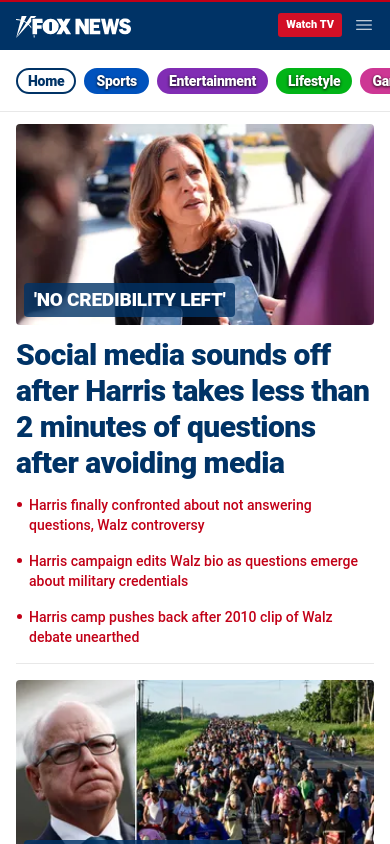 FOX NEWS
Watch TV
Home
Sports
Entertainment
Lifestyle
'NO CREDIBILITY LEFT'
Social media sounds off
after Harris takes less than
2 minutes of questions
after avoiding media
Harris finally confronted about not answering
questions, Walz controversy
Harris campaign edits Walz bio as questions emerge
about military credentials
Harris camp pushes back after 2010 clip of Walz
debate unearthed